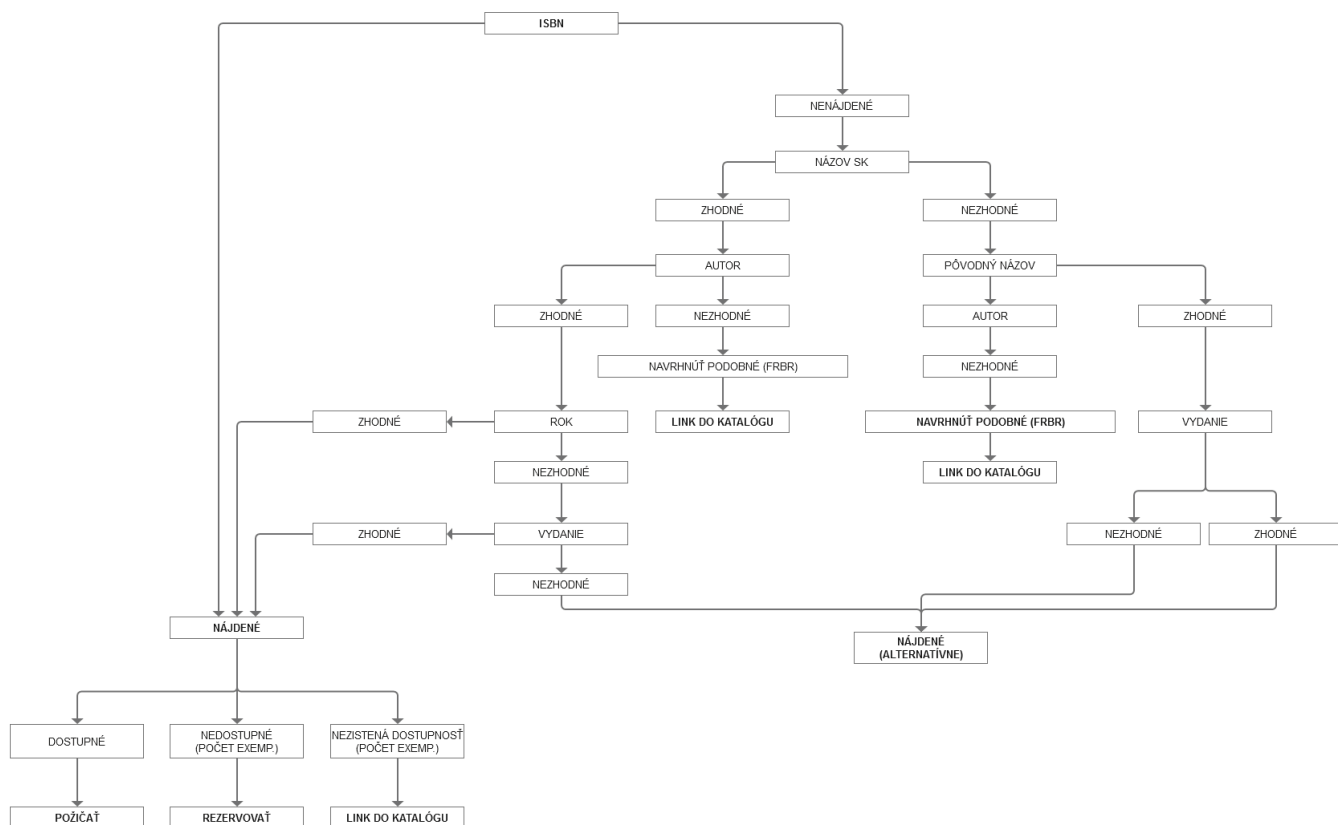 ISBN
NENÁJDENÉ
NÁZOV SK
ZHODNÉ
NEZHODNÉ
AUTOR
PÔVODNÝ NÁZOV
ZHODNÉ
NEZHODNÉ
AUTOR
ZHODNÉ
NAVRHNÚŤ PODOBNÉ (FRBR)
NEZHODNÉ
ZHODNÉ
ROK
LINK DO KATALÓGU
NAVRHNÚŤ PODOBNÉ (FRBR)
VYDANIE
NEZHODNÉ
LINK DO KATALÓGU
ZHODNÉ
VYDANIE
NEZHODNÉ
ZHODNÉ
NEZHODNÉ
NÁJDENÉ
NÁJDENÉ
(ALTERNATÍVNE)
DOSTUPNÉ
NEDOSTUPNÉ
(POČET EXEMP.)
NEZISTENÁ DOSTUPNOSŤ
(POČET EXEMP.)
POŽIČAŤ
REZERVOVAŤ
LINK DO KATALÓGU